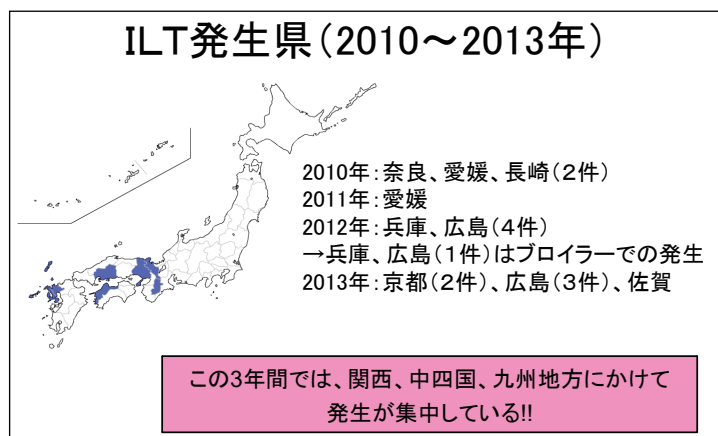 ILT発生県(2010～2013年)
2010年:奈良、愛媛、長崎(2件)
2011年:愛媛
2012年:兵庫、広島(4件)
→兵庫、広島(1件)はブロイラーでの発生
2013年:京都(2件)、広島(3件)、佐賀
この3年間では、関西、中四国、九州地方にかけて
発生が集中している!!